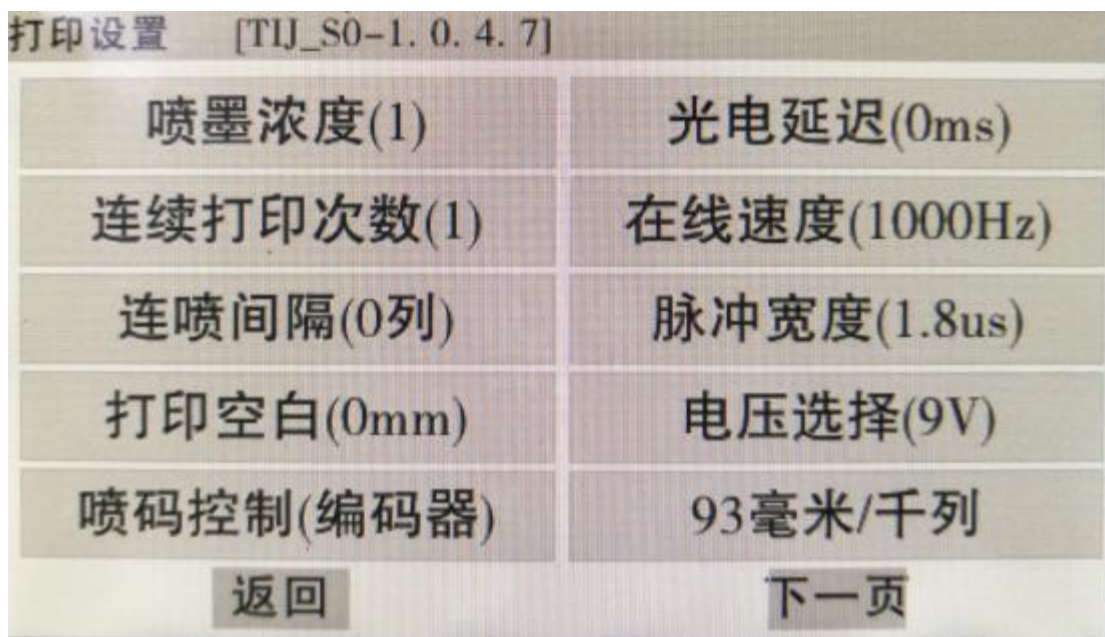 打印设置 [TIJ_S0-1.0.4.7]
喷墨浓度(1) 光电延迟(0ms)
连续打印次数(1) 在线速度(1000Hz)
连喷间隔(0列) 脉冲宽度(1.8us)
打印空白(0mm) 电压选择(9V)
喷码控制(编码器) 93毫米/千列
返回 下一页